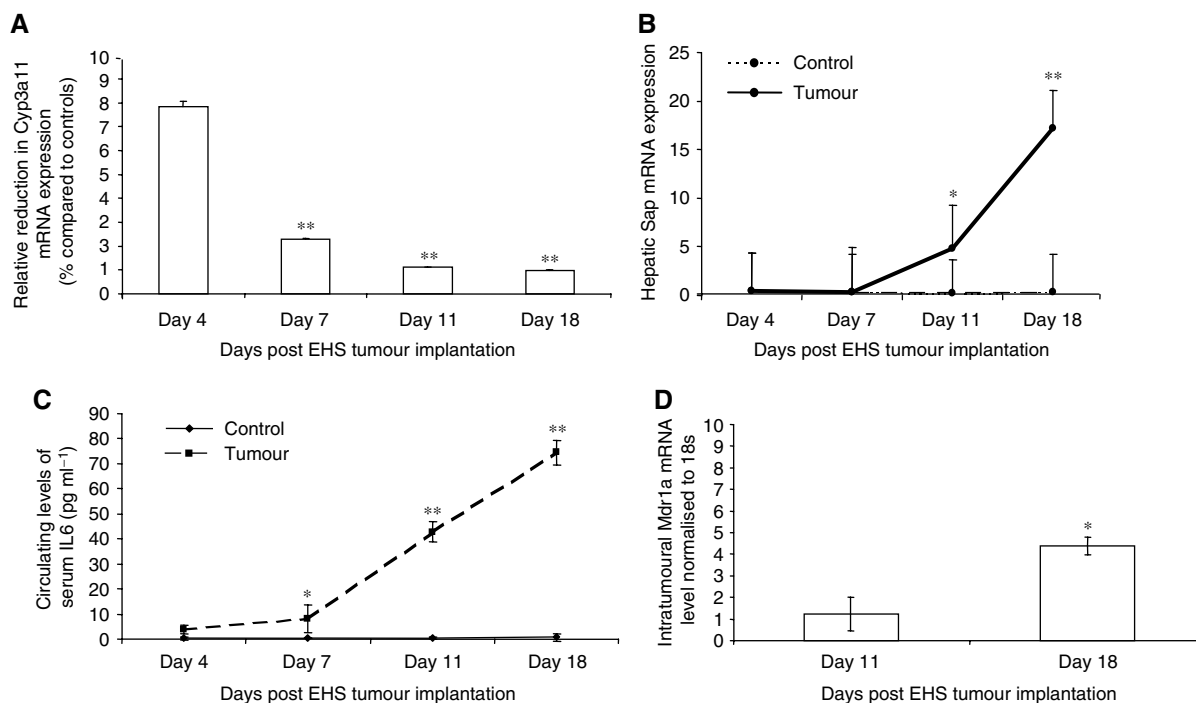 A
Relative reduction in Cyp3a11
mRNA expression
(% compared to controls)
10
9
8
7
6
5
2
3
1
0
**
**
**
Day 4
Day 7
Day 11
Day 18
Days post EHS tumour implantation
B
Hepatic Sap mRNA expression
25
20
15
10
5
0
Control
Tumour
*
**
Day 4
Day 7
Day 11
Day 18
Days post EHS tumour implantation
C
Circulating levels of
serum IL6 (pg ml−1)
90
80
70
60
50
40
30
20
10
0
Control
Tumour
*
**
**
Day 4
Day 7
Day 11
Day 18
Days post EHS tumour implantation
D
Intratumoural Mdr1a mRNA
level normalised to 18s
10
9
8
7
6
5
4
3
2
1
0
*
Day 11
Day 18
Days post EHS tumour implantation